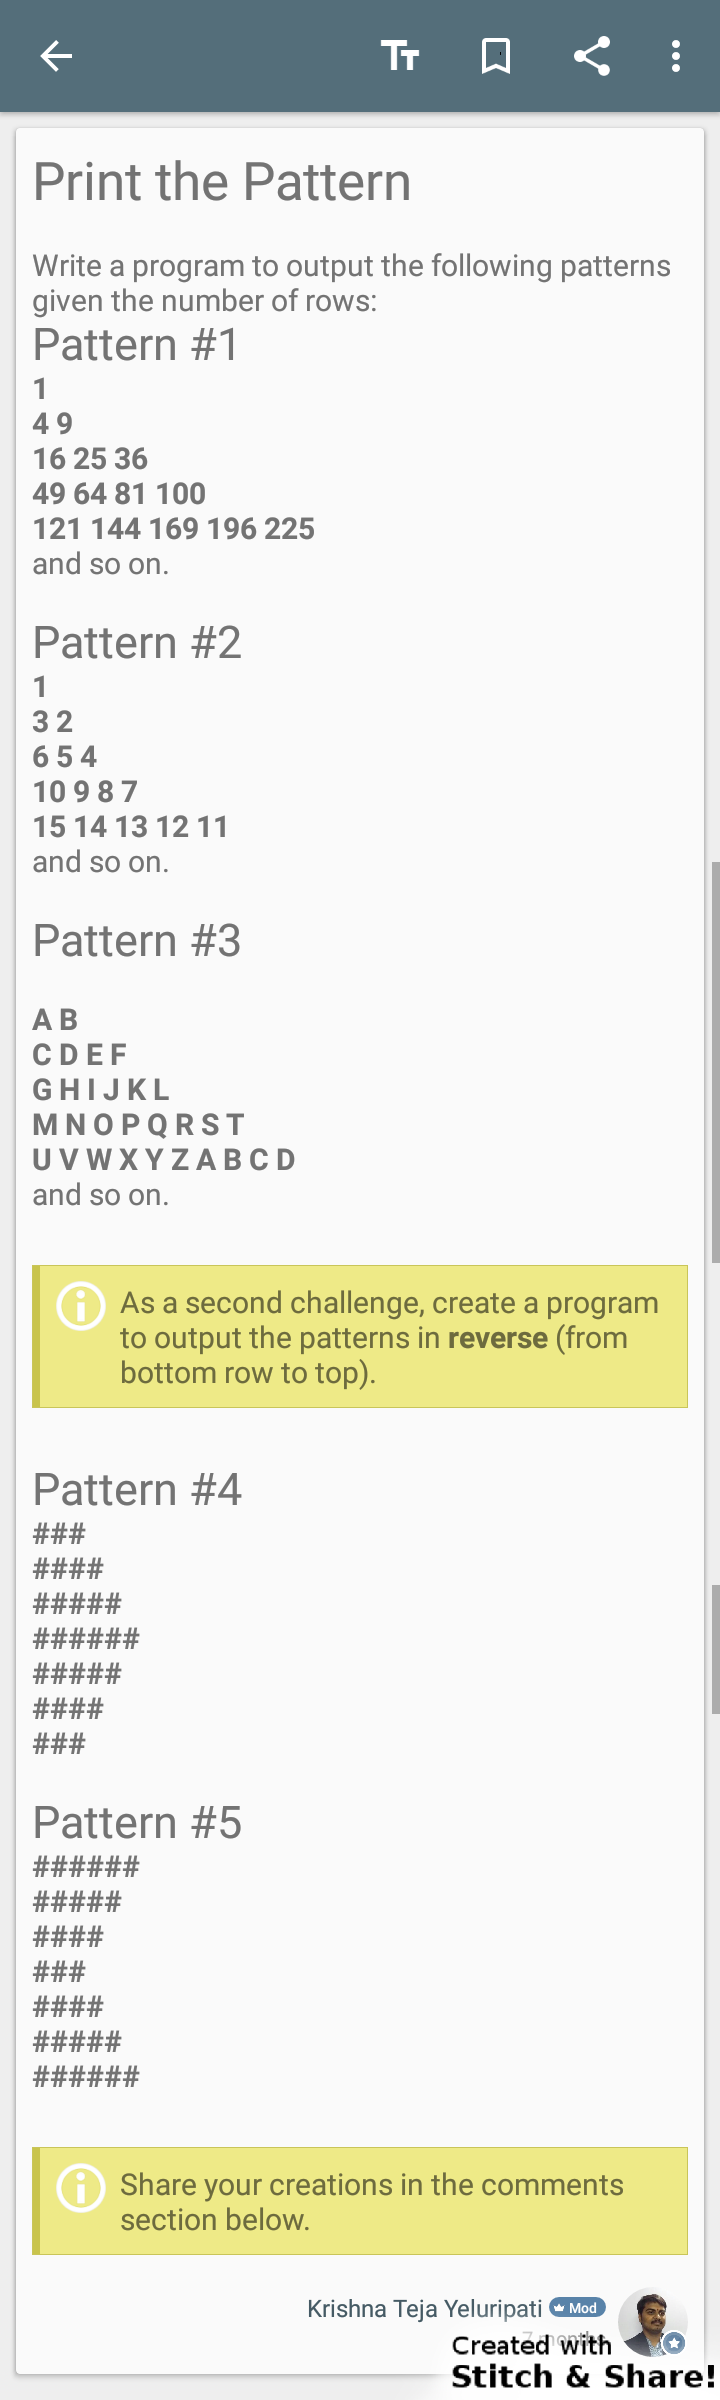 Print the Pattern
Write a program to output the following patterns
given the number of rows:
Pattern #1
1
4 9
16 25 36
49 64 81 100
121 144 169 196 225
and so on.
Pattern #2
1
3 2
6 5 4
10 9 8 7
15 14 13 12 11
and so on.
Pattern #3
A B
C D E F
G H I J K L
M N O P Q R S T
U V W X Y Z A B C D
and so on.
As a second challenge, create a program
to output the patterns in reverse (from
bottom row to top).
Pattern #4
###
####
#####
######
#####
####
###
Pattern #5
######
#####
####
###
####
#####
######
Share your creations in the comments
section below.
Krishna Teja Yeluripati Mod
7 months
Created with
Stitch & Share!